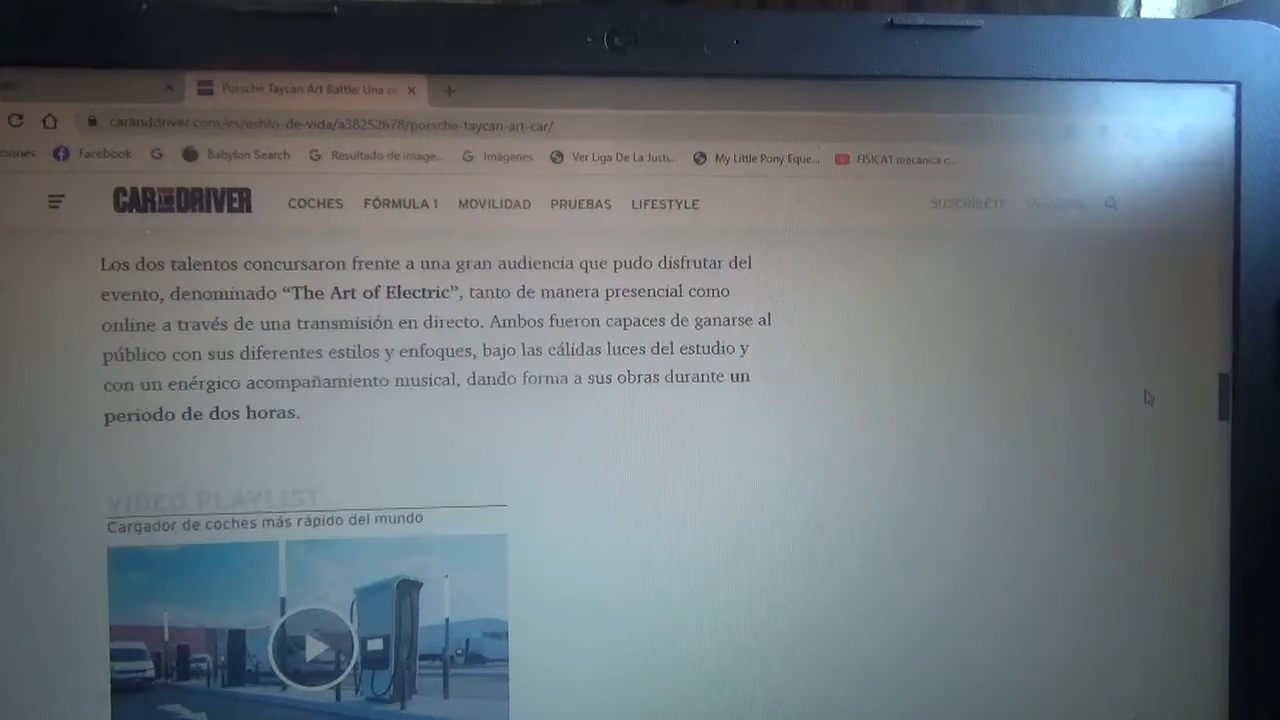 Porsche Taycan Art Battle: Una
caranddriver.com/es/estilo-de-vida/a38252678/porsche-taycan-art-car/
Facebook G Babylon Search Resultado de image... Imágenes Ver Liga De La Justi... My Little Pony Eque... FISICA1 mecanica c...
CAR AND DRIVER COCHES FÓRMULA 1 MOVILIDAD PRUEBAS LIFESTYLE SUSCRÍBETE
Los dos talentos concursaron frente a una gran audiencia que pudo disfrutar del
evento, denominado “The Art of Electric”, tanto de manera presencial como
online a través de una transmisión en directo. Ambos fueron capaces de ganarse al
público con sus diferentes estilos y enfoques, bajo las cálidas luces del estudio y
con un enérgico acompañamiento musical, dando forma a sus obras durante un
periodo de dos horas.
VIDEO PLAYLIST
Cargador de coches más rápido del mundo